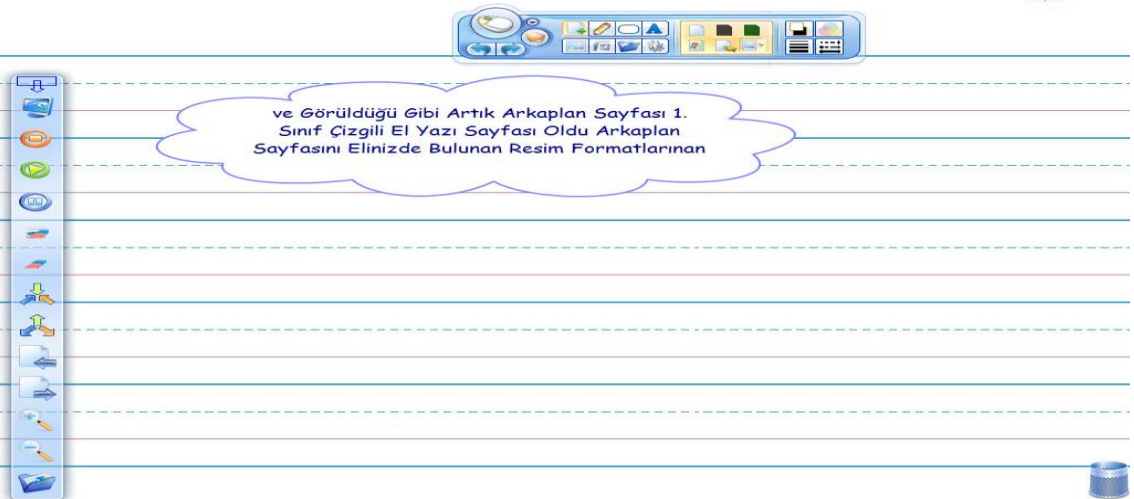 ve Görüldüğü Gibi Artık Arkaplan Sayfası 1.
Sınıf Çizgili El Yazı Sayfası Oldu Arkaplan
Sayfasını Elinizde Bulunan Resim Formatlarınan